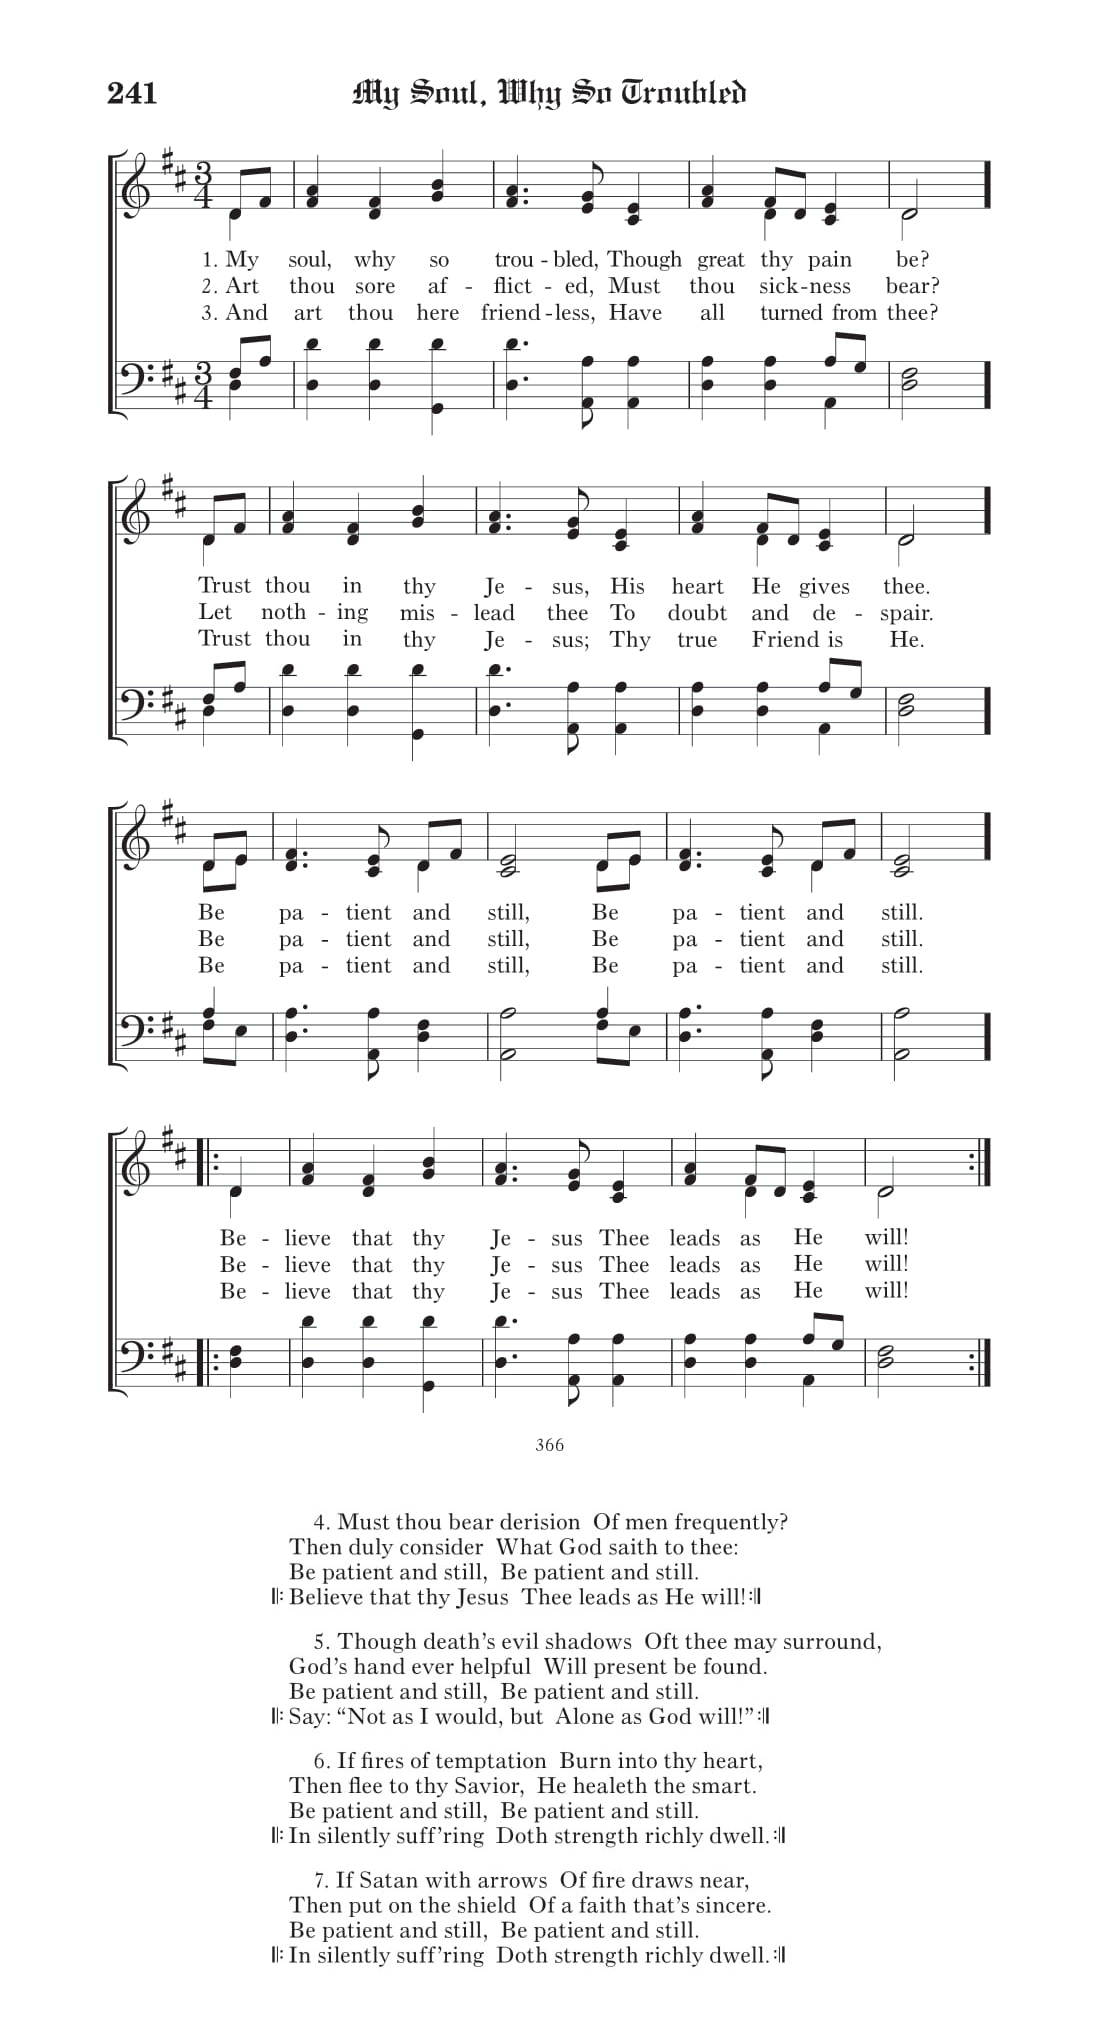 241 My Soul, Why So Troubled
3
4
1. My soul, why so trou - bled, Though great thy pain be?
2. Art thou sore af - flict - ed, Must thou sick - ness bear?
3. And art thou here friend - less, Have all turned from thee?
3
4
Trust thou in thy Je - sus, His heart He gives thee.
Let noth - ing mis - lead thee To doubt and de - spair.
Trust thou in thy Je - sus; Thy true Friend is He.
Be pa - tient and still, Be pa - tient and still.
Be pa - tient and still, Be pa - tient and still.
Be pa - tient and still, Be pa - tient and still.
Be - lieve that thy Je - sus Thee leads as He will!
Be - lieve that thy Je - sus Thee leads as He will!
Be - lieve that thy Je - sus Thee leads as He will!
366
4. Must thou bear derision Of men frequently?
Then duly consider What God saith to thee:
Be patient and still, Be patient and still.
𝄆 Believe that thy Jesus Thee leads as He will! 𝄇
5. Though death's evil shadows Oft thee may surround,
God's hand ever helpful Will present be found.
Be patient and still, Be patient and still.
𝄆 Say: “Not as I would, but Alone as God will!” 𝄇
6. If fires of temptation Burn into thy heart,
Then flee to thy Savior, He healeth the smart.
Be patient and still, Be patient and still.
𝄆 In silently suff'ring Doth strength richly dwell. 𝄇
7. If Satan with arrows Of fire draws near,
Then put on the shield Of a faith that's sincere.
Be patient and still, Be patient and still.
𝄆 In silently suff'ring Doth strength richly dwell. 𝄇